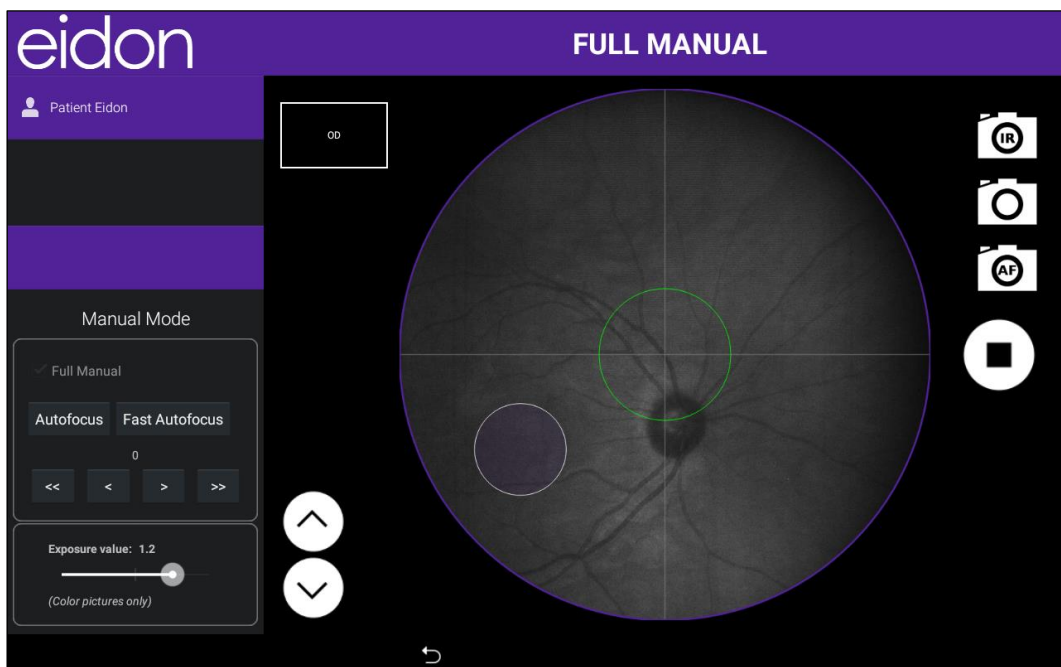 eidon
FULL MANUAL
Patient Eidon
OD
IR
AF
Manual Mode
Full Manual
Autofocus Fast Autofocus
0
<< < > >>
Exposure value: 1.2
(Color pictures only)